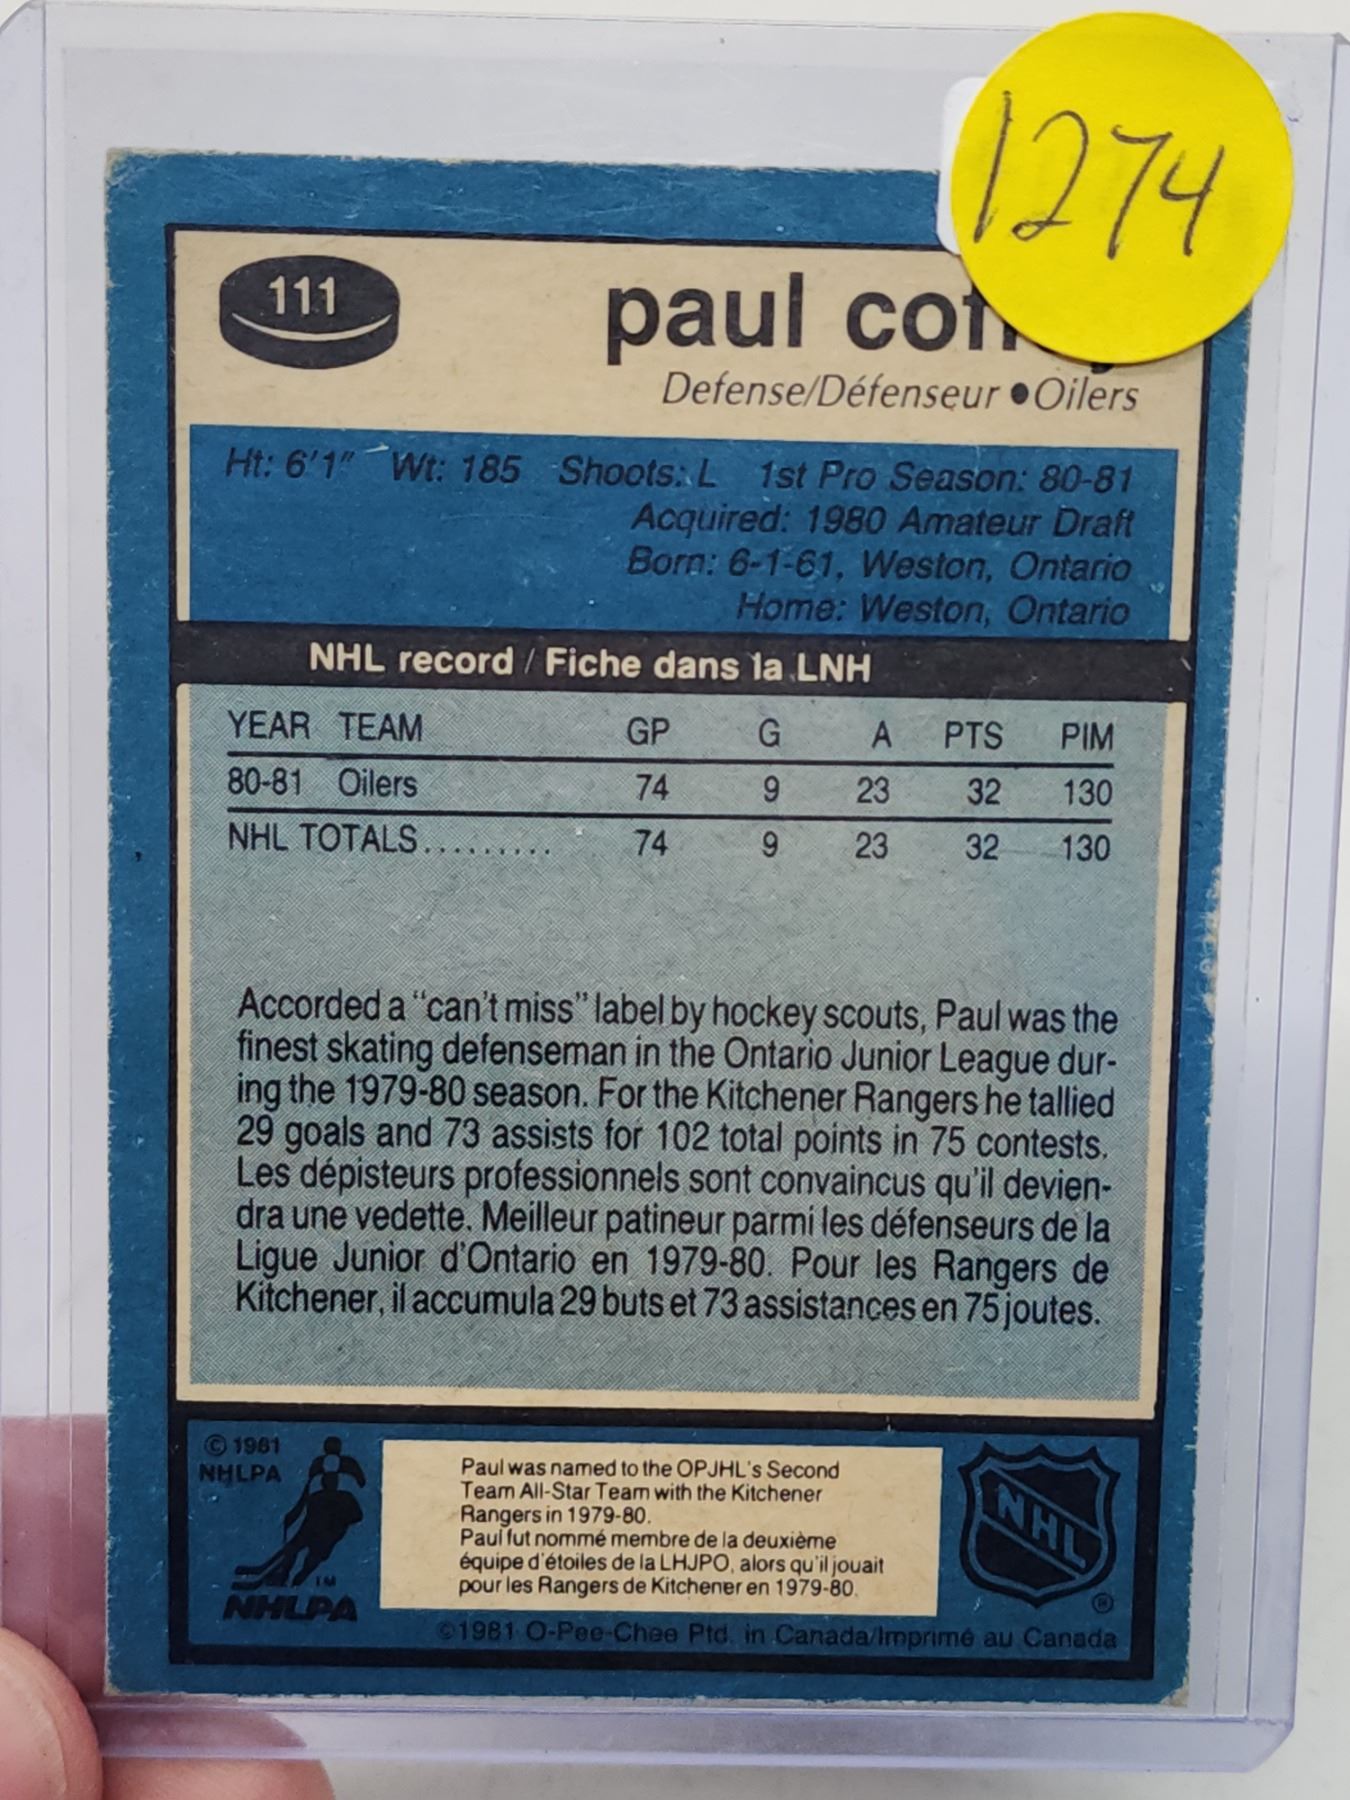 1274
111
paul
Defense/Défenseur ● Oilers
Ht: 6'1" Wt: 185 Shoots: L 1st Pro Season: 80-81
Acquired: 1980 Amateur Draft
Born: 6-1-61, Weston, Ontario
Home: Weston, Ontario
NHL record / Fiche dans la LNH
YEAR TEAM GP G A PTS PIM
80-81 Oilers 74 9 23 32 130
NHL TOTALS......... 74 9 23 32 130
Accorded a "can't miss" label by hockey scouts, Paul was the
finest skating defenseman in the Ontario Junior League dur-
ing the 1979-80 season. For the Kitchener Rangers he tallied
29 goals and 73 assists for 102 total points in 75 contests.
Les dépisteurs professionnels sont convaincus qu'il devien-
dra une vedette. Meilleur patineur parmi les défenseurs de la
Ligue Junior d'Ontario en 1979-80. Pour les Rangers de
Kitchener, il accumula 29 buts et 73 assistances en 75 joutes.
© 1981
NHLPA
TM
NHLPA
Paul was named to the OPJHL's Second
Team All-Star Team with the Kitchener
Rangers in 1979-80.
Paul fut nommé membre de la deuxième
équipe d'étoiles de la LHJPO, alors qu'il jouait
pour les Rangers de Kitchener en 1979-80.
NHL
®
©1981 O-Pee-Chee Ptd. in Canada/Imprimé au Canada